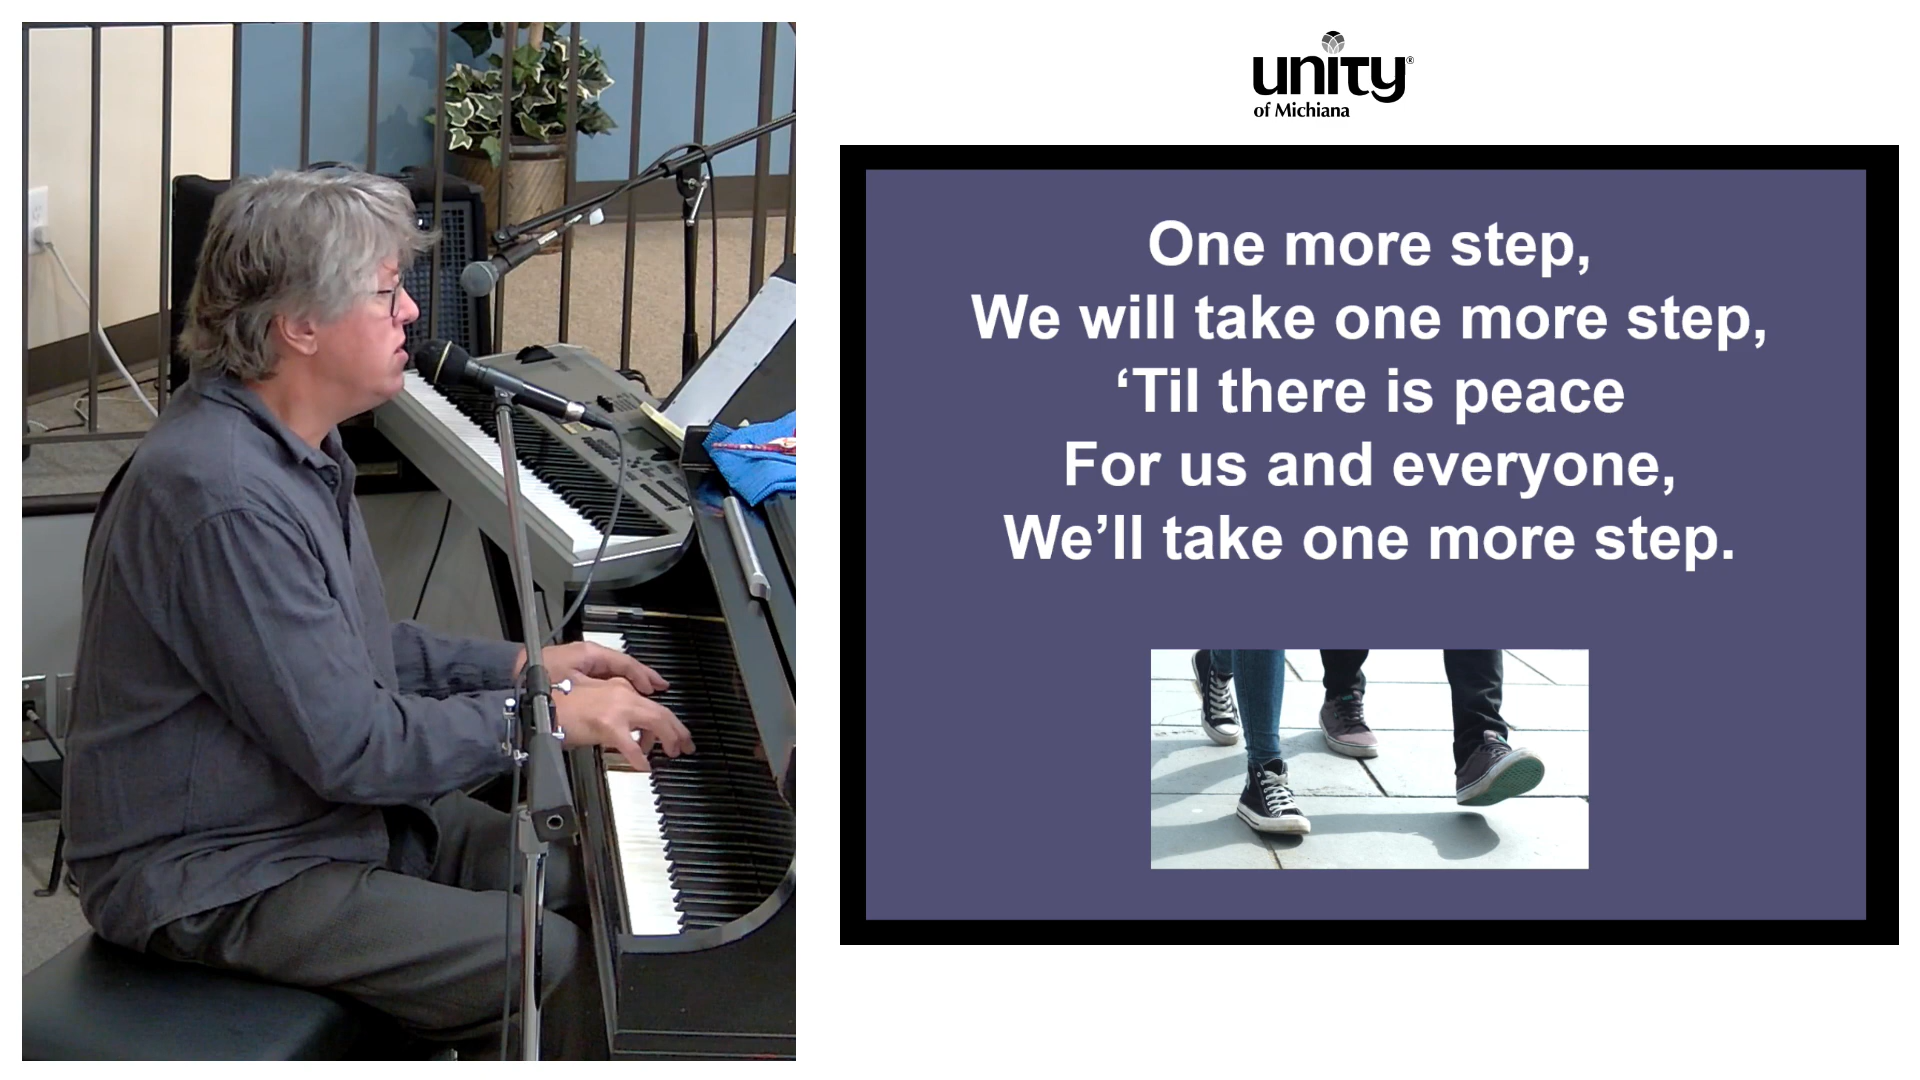 unity®
of Michiana
One more step,
We will take one more step,
‘Til there is peace
For us and everyone,
We’ll take one more step.